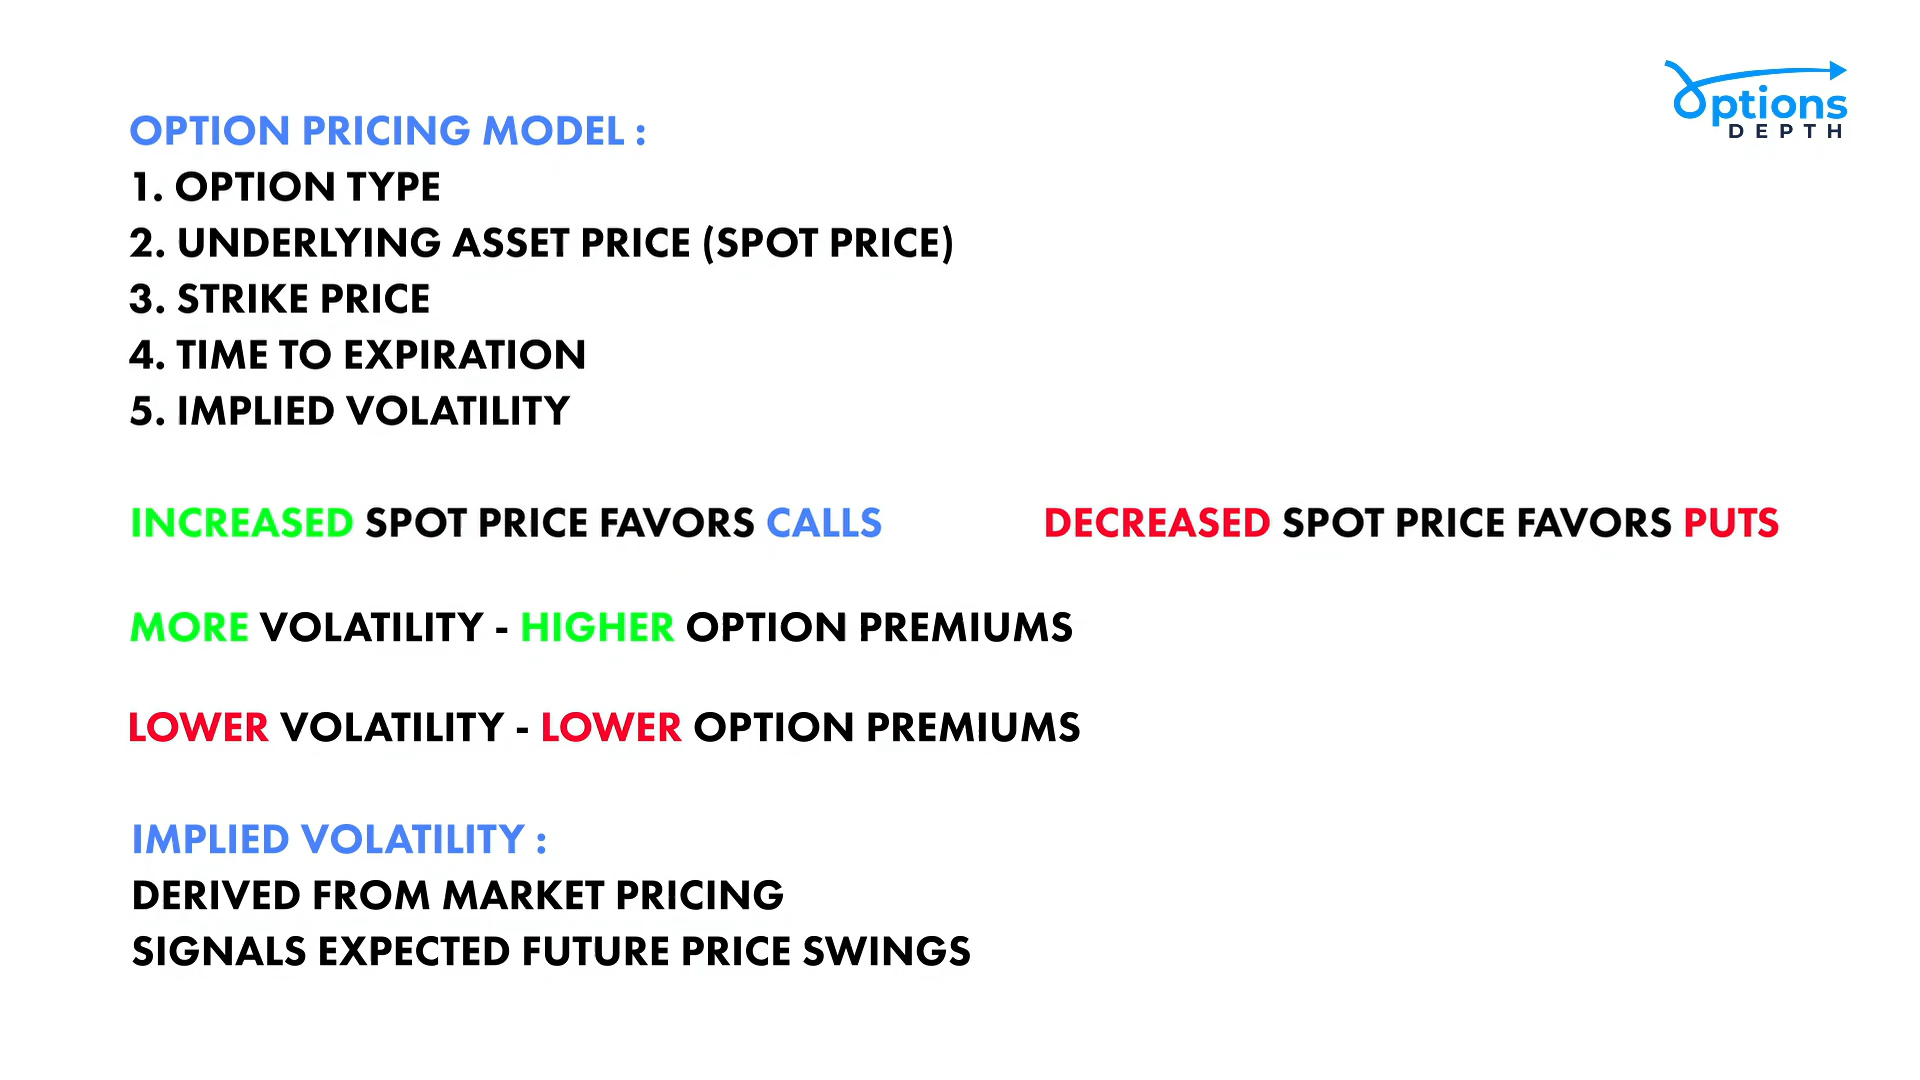 Options
DEPTH
OPTION PRICING MODEL :
1. OPTION TYPE
2. UNDERLYING ASSET PRICE (SPOT PRICE)
3. STRIKE PRICE
4. TIME TO EXPIRATION
5. IMPLIED VOLATILITY
INCREASED SPOT PRICE FAVORS CALLS
DECREASED SPOT PRICE FAVORS PUTS
MORE VOLATILITY - HIGHER OPTION PREMIUMS
LOWER VOLATILITY - LOWER OPTION PREMIUMS
IMPLIED VOLATILITY :
DERIVED FROM MARKET PRICING
SIGNALS EXPECTED FUTURE PRICE SWINGS